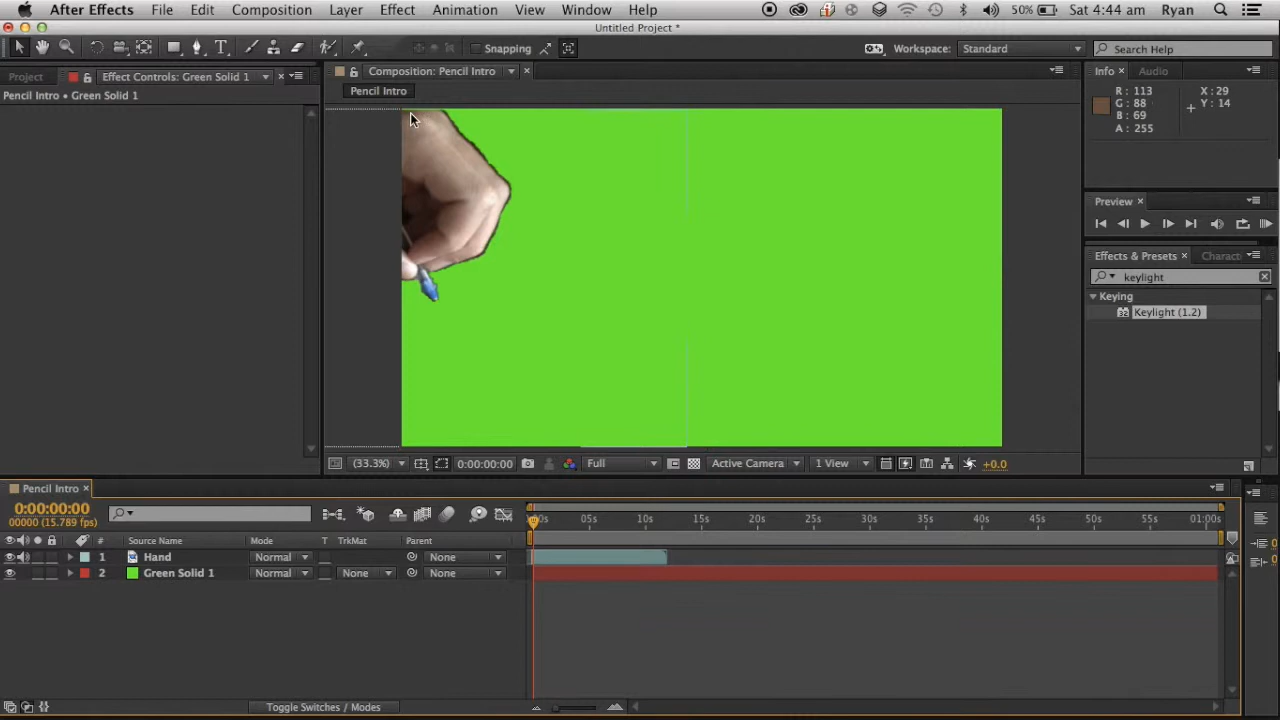 After Effects File Edit Composition Layer Effect Animation View Window Help 50% Sat 4:44 am Ryan
Untitled Project *
T Snapping Workspace: Standard Search Help
Project Effect Controls: Green Solid 1 Composition: Pencil Intro Info Audio
Pencil Intro • Green Solid 1 Pencil Intro
R: 113 X: 29
G: 88 Y: 14
B: 69
A: 255
Preview
Effects & Presets Charact
keylight
Keying
32 Keylight (1.2)
(33.3%) 0:00:00:00 Full Active Camera 1 View +0.0
Pencil Intro
0:00:00:00
00000 (15.789 fps)
:00s 05s 10s 15s 20s 25s 30s 35s 40s 45s 50s 55s 01:00s
# Source Name Mode T TrkMat Parent
1 Hand Normal None
2 Green Solid 1 Normal None None
Toggle Switches / Modes